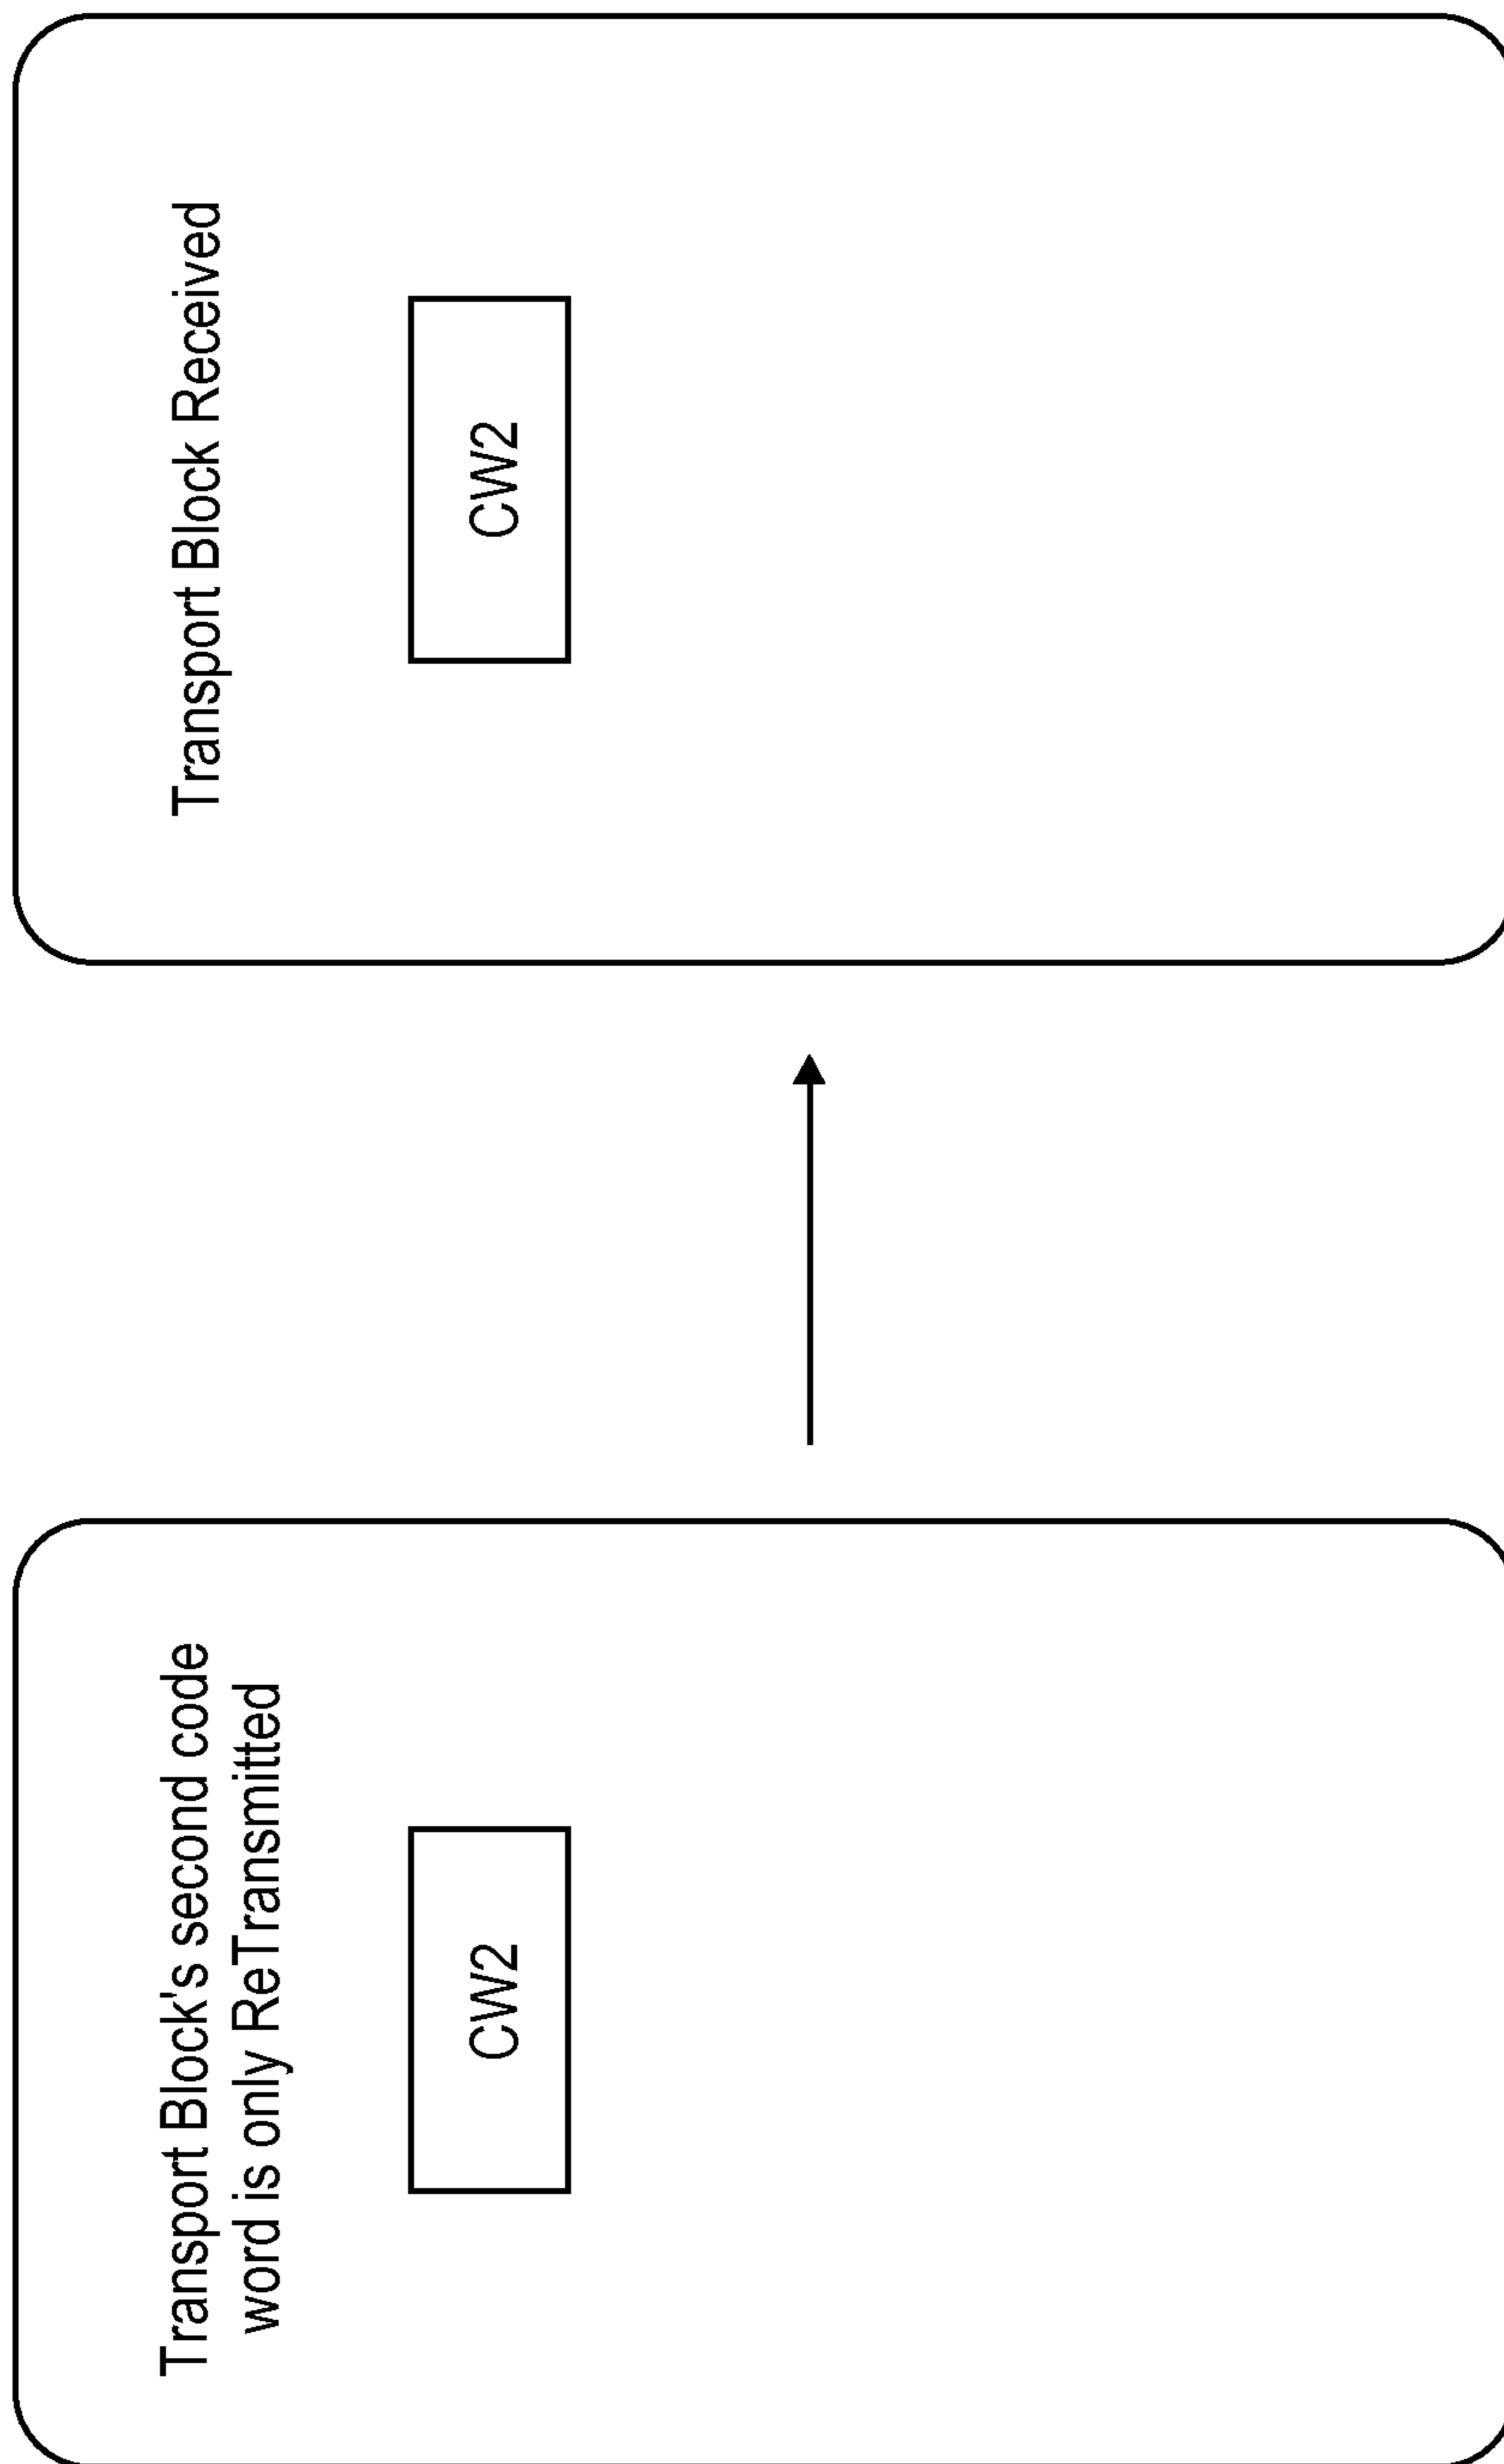 Transport Block's second code
word is only ReTransmitted
CW2
Transport Block Received
CW2